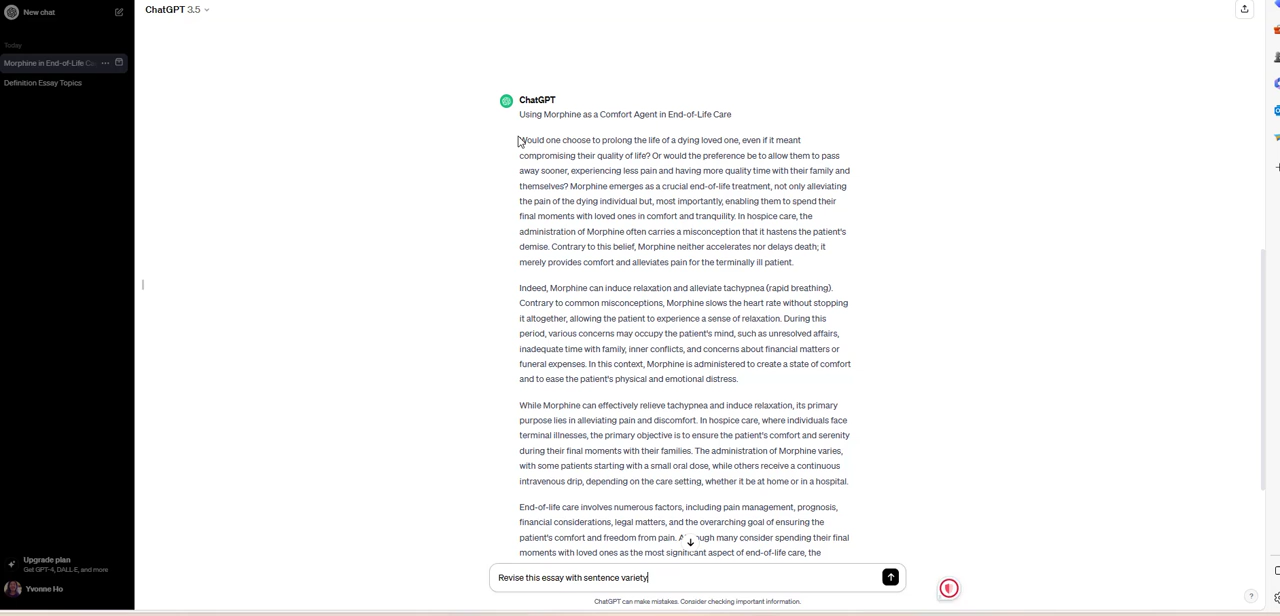 New chat
ChatGPT 3.5
Today
Morphine in End-of-Life Ca
Definition Essay Topics
ChatGPT
Using Morphine as a Comfort Agent in End-of-Life Care
Would one choose to prolong the life of a dying loved one, even if it meant
compromising their quality of life? Or would the preference be to allow them to pass
away sooner, experiencing less pain and having more quality time with their family and
themselves? Morphine emerges as a crucial end-of-life treatment, not only alleviating
the pain of the dying individual but, most importantly, enabling them to spend their
final moments with loved ones in comfort and tranquility. In hospice care, the
administration of Morphine often carries a misconception that it hastens the patient's
demise. Contrary to this belief, Morphine neither accelerates nor delays death; it
merely provides comfort and alleviates pain for the terminally ill patient.
Indeed, Morphine can induce relaxation and alleviate tachypnea (rapid breathing).
Contrary to common misconceptions, Morphine slows the heart rate without stopping
it altogether, allowing the patient to experience a sense of relaxation. During this
period, various concerns may occupy the patient's mind, such as unresolved affairs,
inadequate time with family, inner conflicts, and concerns about financial matters or
funeral expenses. In this context, Morphine is administered to create a state of comfort
and to ease the patient's physical and emotional distress.
While Morphine can effectively relieve tachypnea and induce relaxation, its primary
purpose lies in alleviating pain and discomfort. In hospice care, where individuals face
terminal illnesses, the primary objective is to ensure the patient's comfort and serenity
during their final moments with their families. The administration of Morphine varies,
with some patients starting with a small oral dose, while others receive a continuous
intravenous drip, depending on the care setting, whether it be at home or in a hospital.
End-of-life care involves numerous factors, including pain management, prognosis,
financial considerations, legal matters, and the overarching goal of ensuring the
patient's comfort and freedom from pain. Although many consider spending their final
moments with loved ones as the most significant aspect of end-of-life care, the
Revise this essay with sentence variety
ChatGPT can make mistakes. Consider checking important information.
Upgrade plan
Get GPT-4, DALL·E, and more
Yvonne Ho
?